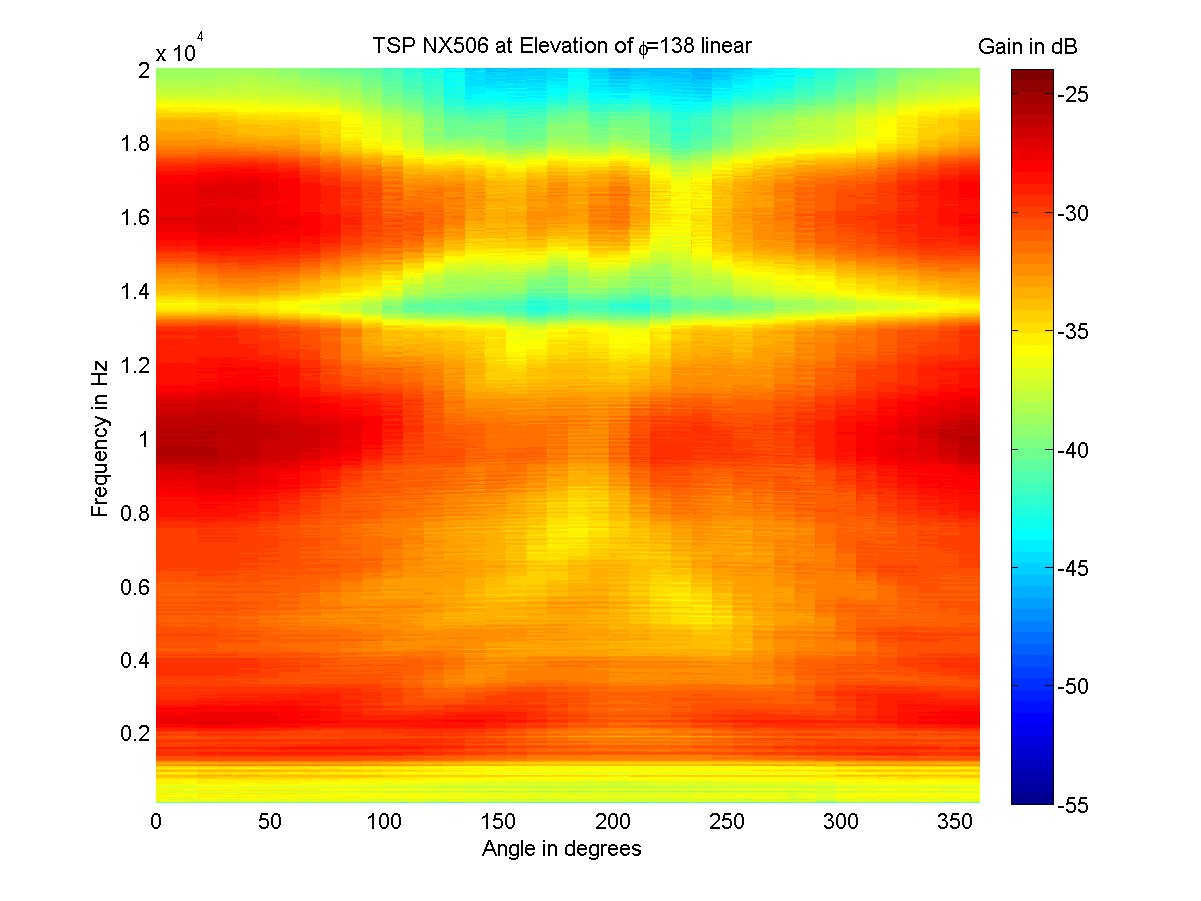 TSP NX506 at Elevation of ϕ=138 linear
Gain in dB
x 10^4
2
1.8
1.6
1.4
1.2
1
0.8
0.6
0.4
0.2
Frequency in Hz
0 50 100 150 200 250 300 350
Angle in degrees
-25
-30
-35
-40
-45
-50
-55